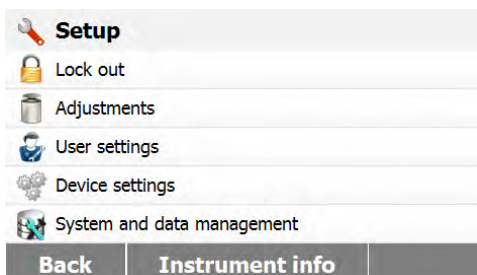 Setup
Lock out
Adjustments
User settings
Device settings
System and data management
Back Instrument info